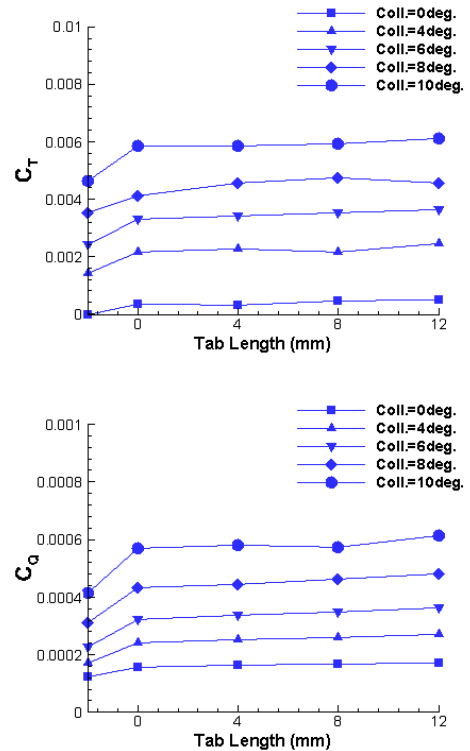 Coll.=0deg.
Coll.=4deg.
Coll.=6deg.
Coll.=8deg.
Coll.=10deg.
0.01
0.008
0.006
0.004
0.002
0
C_T
0 4 8 12
Tab Length (mm)
Coll.=0deg.
Coll.=4deg.
Coll.=6deg.
Coll.=8deg.
Coll.=10deg.
0.001
0.0008
0.0006
0.0004
0.0002
0
C_Q
0 4 8 12
Tab Length (mm)